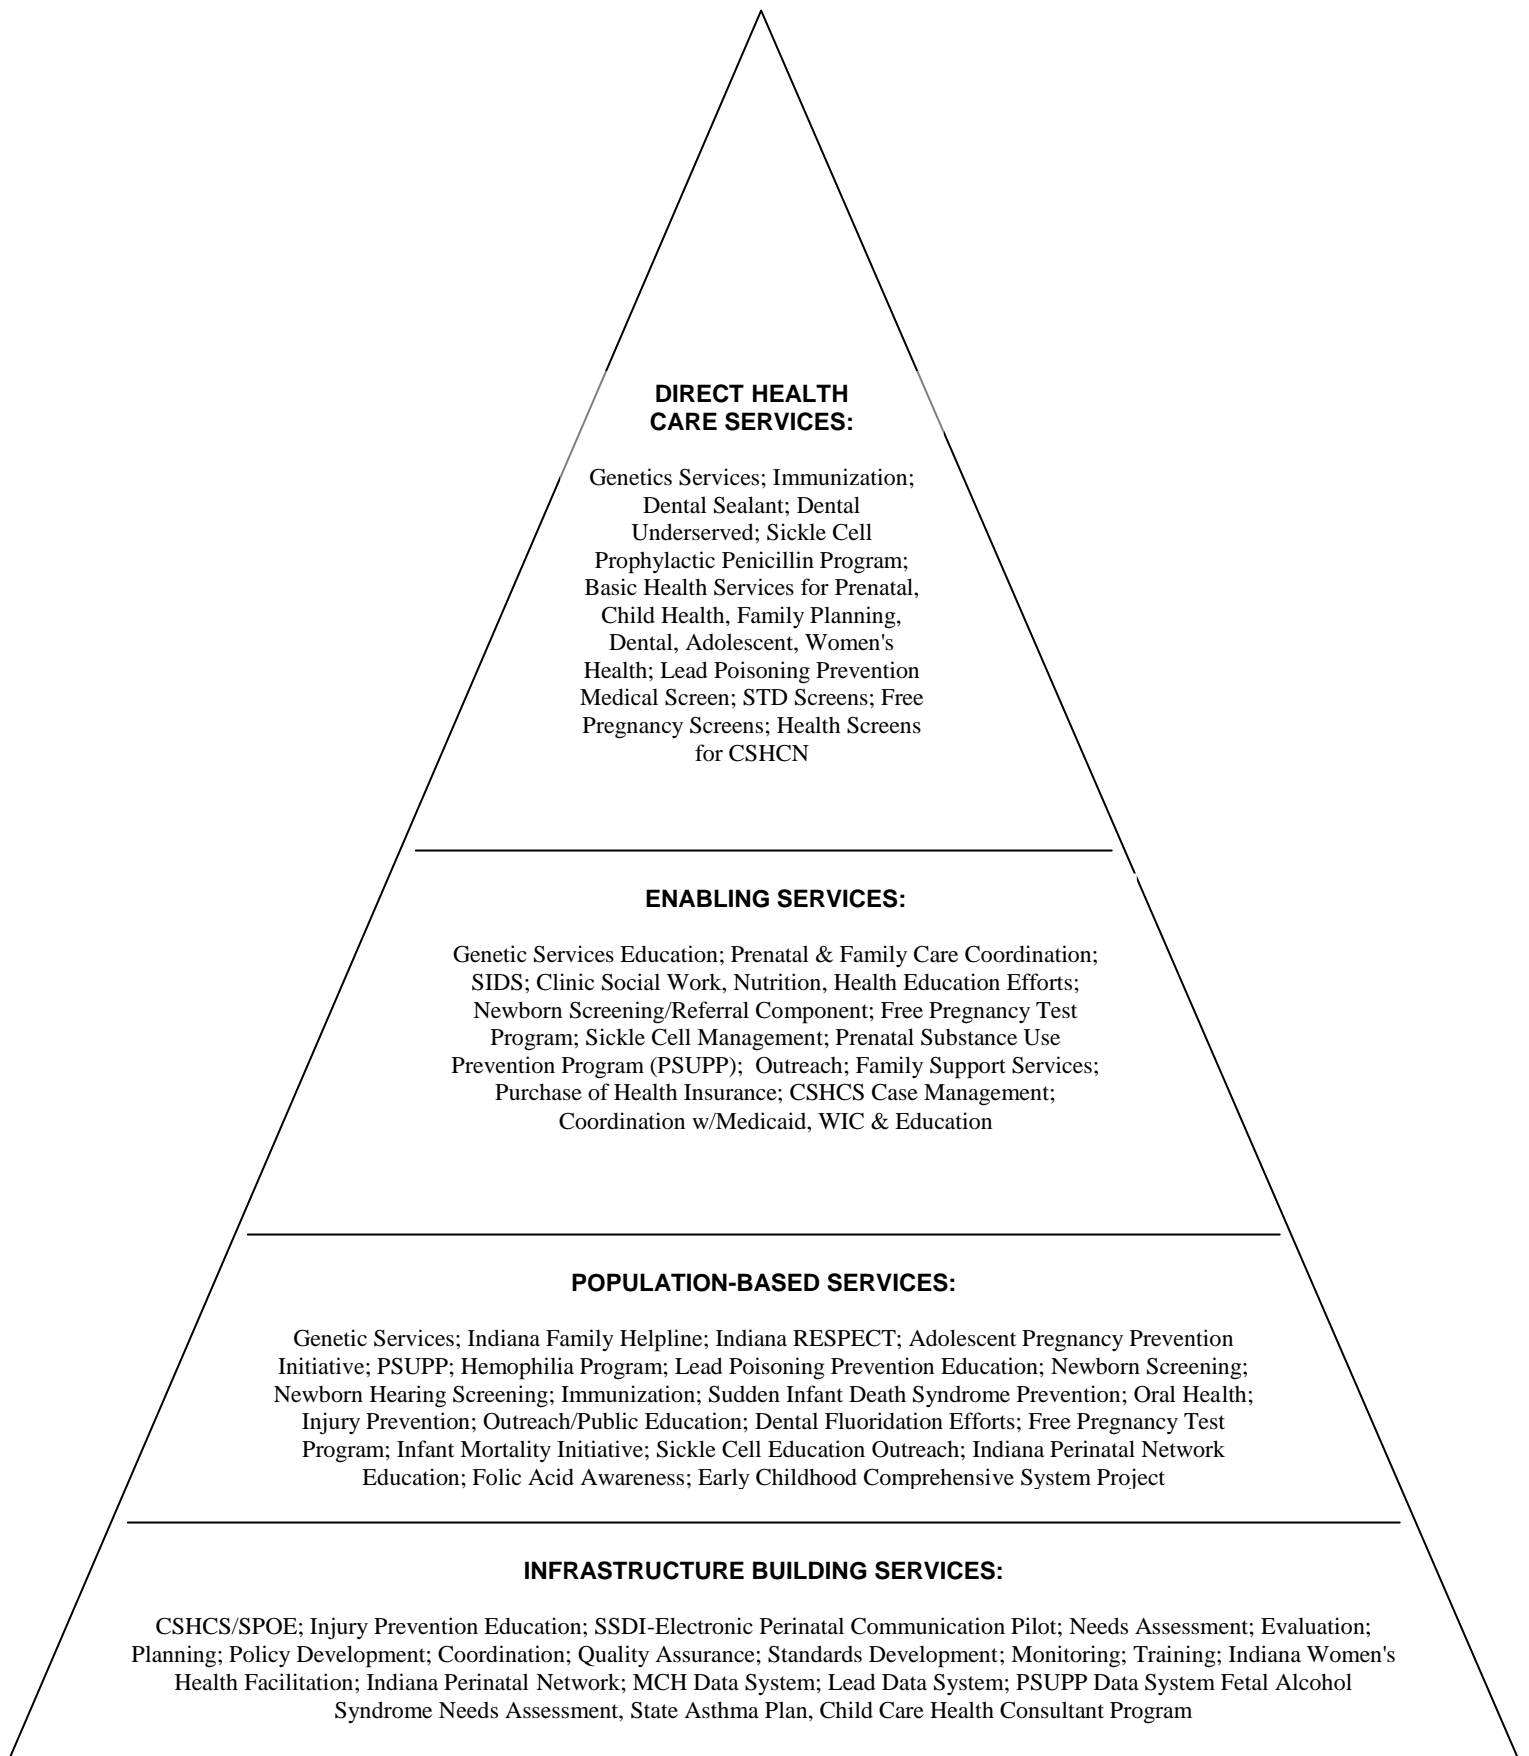 DIRECT HEALTH
CARE SERVICES:
Genetics Services; Immunization;
Dental Sealant; Dental
Underserved; Sickle Cell
Prophylactic Penicillin Program;
Basic Health Services for Prenatal,
Child Health, Family Planning,
Dental, Adolescent, Women's
Health; Lead Poisoning Prevention
Medical Screen; STD Screens; Free
Pregnancy Screens; Health Screens
for CSHCN
ENABLING SERVICES:
Genetic Services Education; Prenatal & Family Care Coordination;
SIDS; Clinic Social Work, Nutrition, Health Education Efforts;
Newborn Screening/Referral Component; Free Pregnancy Test
Program; Sickle Cell Management; Prenatal Substance Use
Prevention Program (PSUPP);  Outreach; Family Support Services;
Purchase of Health Insurance; CSHCS Case Management;
Coordination w/Medicaid, WIC & Education
POPULATION-BASED SERVICES:
Genetic Services; Indiana Family Helpline; Indiana RESPECT; Adolescent Pregnancy Prevention
Initiative; PSUPP; Hemophilia Program; Lead Poisoning Prevention Education; Newborn Screening;
Newborn Hearing Screening; Immunization; Sudden Infant Death Syndrome Prevention; Oral Health;
Injury Prevention; Outreach/Public Education; Dental Fluoridation Efforts; Free Pregnancy Test
Program; Infant Mortality Initiative; Sickle Cell Education Outreach; Indiana Perinatal Network
Education; Folic Acid Awareness; Early Childhood Comprehensive System Project
INFRASTRUCTURE BUILDING SERVICES:
CSHCS/SPOE; Injury Prevention Education; SSDI-Electronic Perinatal Communication Pilot; Needs Assessment; Evaluation;
Planning; Policy Development; Coordination; Quality Assurance; Standards Development; Monitoring; Training; Indiana Women's
Health Facilitation; Indiana Perinatal Network; MCH Data System; Lead Data System; PSUPP Data System Fetal Alcohol
Syndrome Needs Assessment, State Asthma Plan, Child Care Health Consultant Program